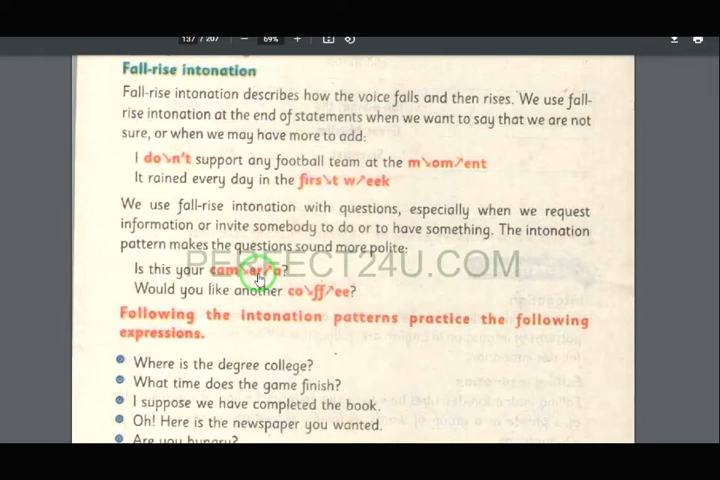 137 / 207
69%
Fall-rise intonation
Fall-rise intonation describes how the voice falls and then rises. We use fall-
rise intonation at the end of statements when we want to say that we are not
sure, or when we may have more to add:
I do↘n't support any football team at the m↘om↗ent
It rained every day in the firs↘t w↗eek
We use fall-rise intonation with questions, especially when we request
information or invite somebody to do or to have something. The intonation
pattern makes the questions sound more polite:
PERFECT24U.COM
Is this your cam↘er↗a?
Would you like another co↘ff↗ee?
Following the intonation patterns practice the following
expressions.
Where is the degree college?
What time does the game finish?
I suppose we have completed the book.
Oh! Here is the newspaper you wanted.
Are you hungry?